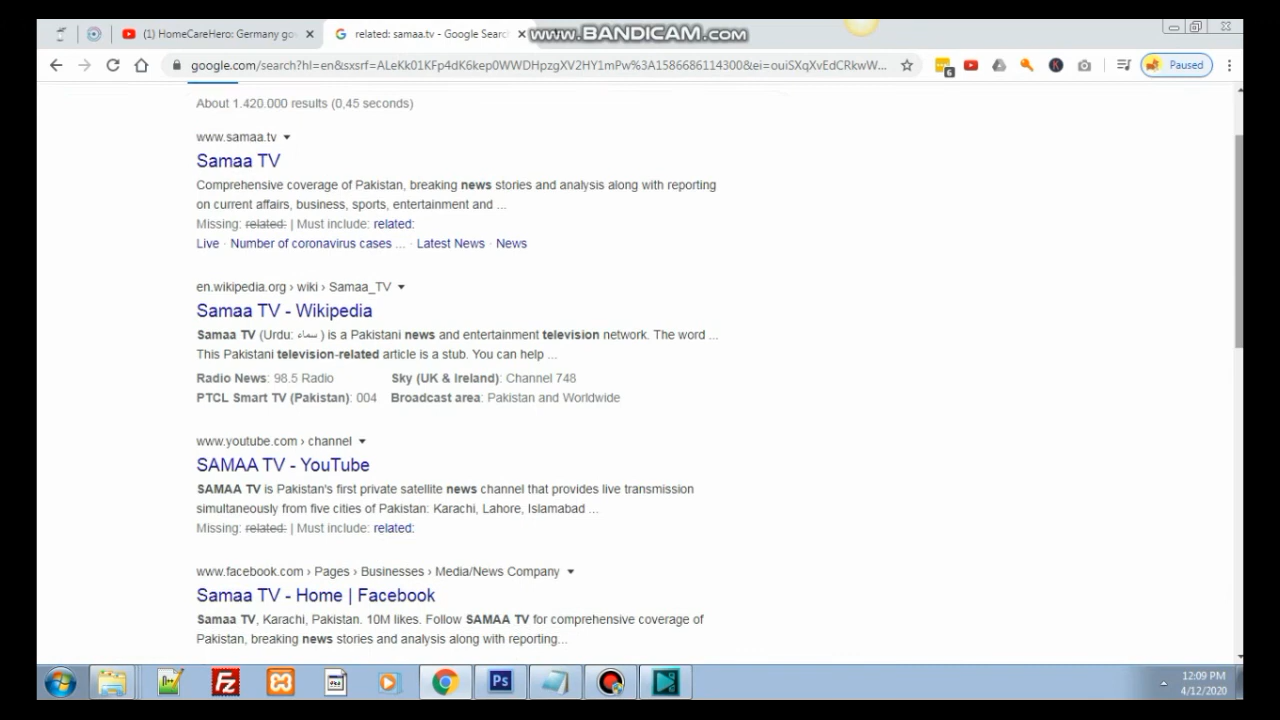 (1) HomeCareHero: Germany go
related: samaa.tv - Google Searc
www.BANDICAM.com
google.com/search?hl=en&sxsrf=ALeKk01KFp4dK6kep0WWDHpzgXV2HY1mPw%3A1586686114300&ei=ouiSXqXvEdCRkwW...
6
Paused
About 1.420.000 results (0,45 seconds)
www.samaa.tv
Samaa TV
Comprehensive coverage of Pakistan, breaking news stories and analysis along with reporting
on current affairs, business, sports, entertainment and ...
Missing: related: | Must include: related:
Live · Number of coronavirus cases ... · Latest News · News
en.wikipedia.org › wiki › Samaa_TV
Samaa TV - Wikipedia
Samaa TV (Urdu: سماء ) is a Pakistani news and entertainment television network. The word ...
This Pakistani television-related article is a stub. You can help ...
Radio News: 98.5 Radio Sky (UK & Ireland): Channel 748
PTCL Smart TV (Pakistan): 004 Broadcast area: Pakistan and Worldwide
www.youtube.com › channel
SAMAA TV - YouTube
SAMAA TV is Pakistan's first private satellite news channel that provides live transmission
simultaneously from five cities of Pakistan: Karachi, Lahore, Islamabad ...
Missing: related: | Must include: related:
www.facebook.com › Pages › Businesses › Media/News Company
Samaa TV - Home | Facebook
Samaa TV, Karachi, Pakistan. 10M likes. Follow SAMAA TV for comprehensive coverage of
Pakistan, breaking news stories and analysis along with reporting...
Fz
Ps
12:09 PM
4/12/2020